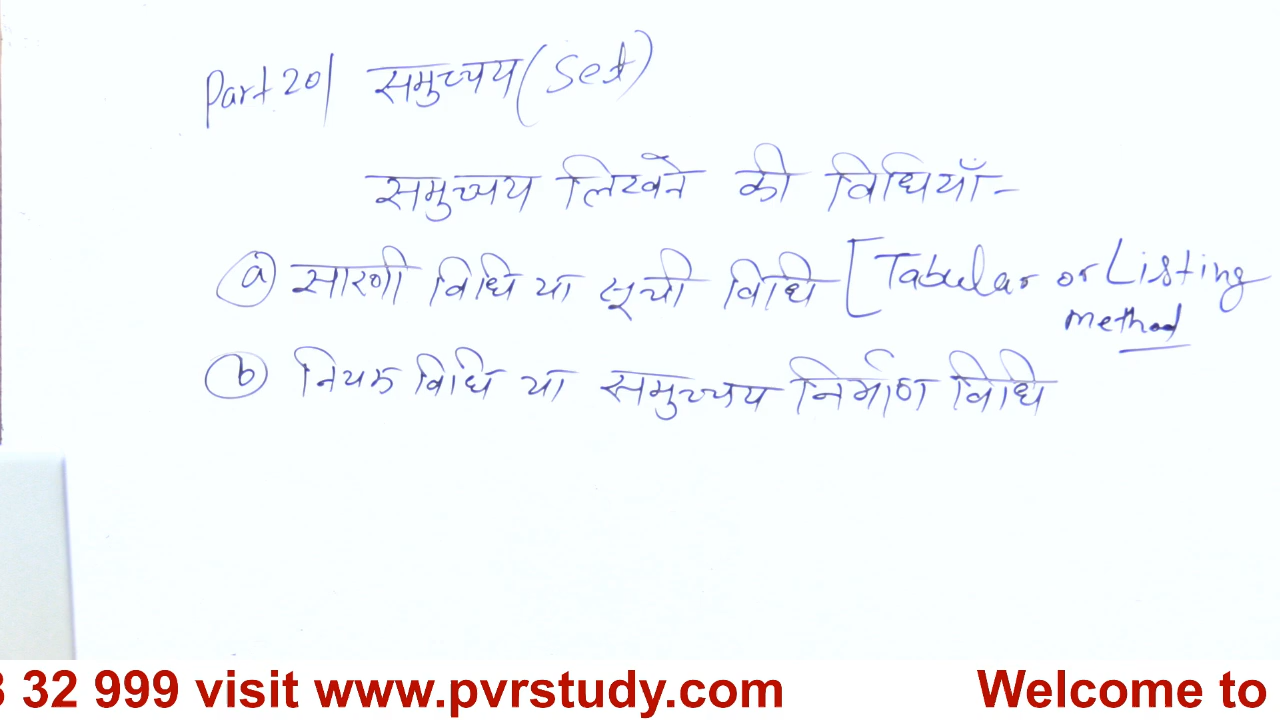 Part 20/ समुच्चय (Set)
समुच्चय लिखने की विधियाँ -
(a) सारणी विधि या सूची विधि [Tabular or Listing
method
(b) नियम विधि या समुच्चय निर्माण विधि
3 32 999 visit www.pvrstudy.com Welcome to